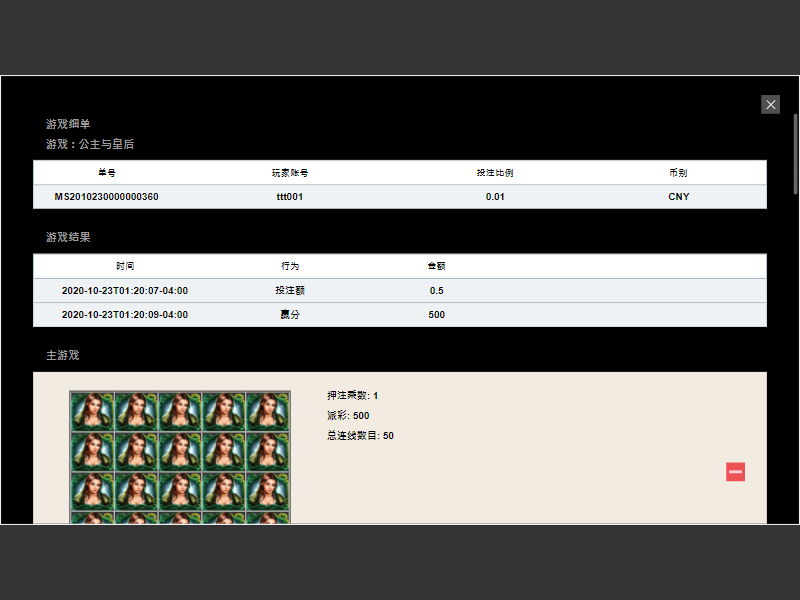 游戏细单
游戏：公主与皇后
单号 玩家账号 投注比例 币别
MS2010230000000360 ttt001 0.01 CNY
游戏结果
时间 行为 金额
2020-10-23T01:20:07-04:00 投注额 0.5
2020-10-23T01:20:09-04:00 赢分 500
主游戏
押注乘数: 1
派彩: 500
总连线数目: 50